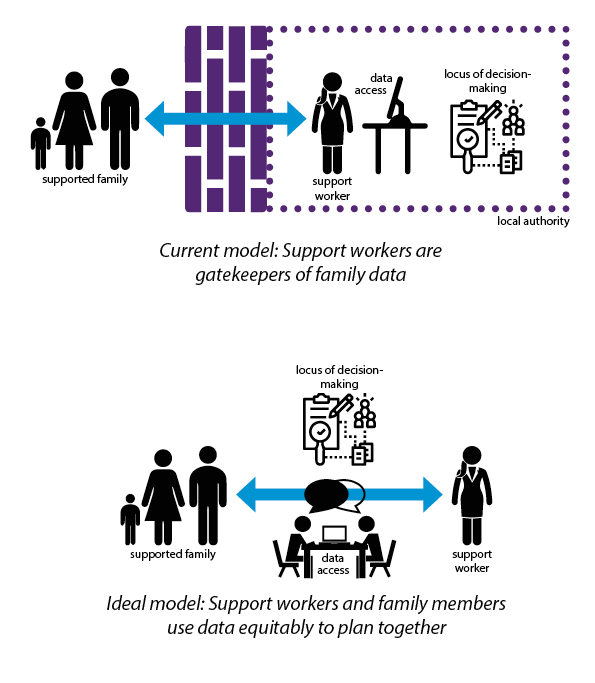 data
access
locus of decision-
making
supported family
support
worker
local authority
Current model: Support workers are
gatekeepers of family data
locus of decision-
making
supported family
data
access
support
worker
Ideal model: Support workers and family members
use data equitably to plan together